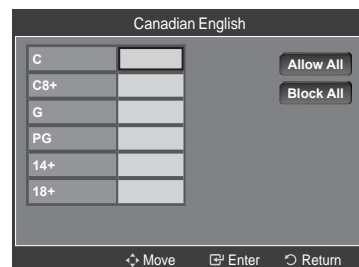 Canadian English
C
Allow All
C8+
Block All
G
PG
14+
18+
Move Enter Return